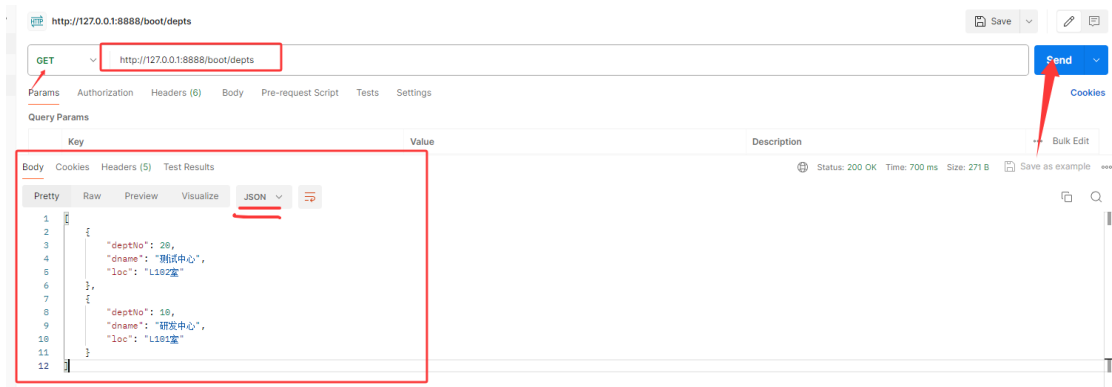 HTTP http://127.0.0.1:8888/boot/depts Save
GET http://127.0.0.1:8888/boot/depts Send
Params Authorization Headers (6) Body Pre-request Script Tests Settings Cookies
Query Params
Key Value Description ••• Bulk Edit
Body Cookies Headers (5) Test Results Status: 200 OK Time: 700 ms Size: 271 B Save as example •••
Pretty Raw Preview Visualize JSON
1 [
2 {
3 "deptNo": 20,
4 "dname": "测试中心",
5 "loc": "L102室"
6 },
7 {
8 "deptNo": 10,
9 "dname": "研发中心",
10 "loc": "L101室"
11 }
12 ]